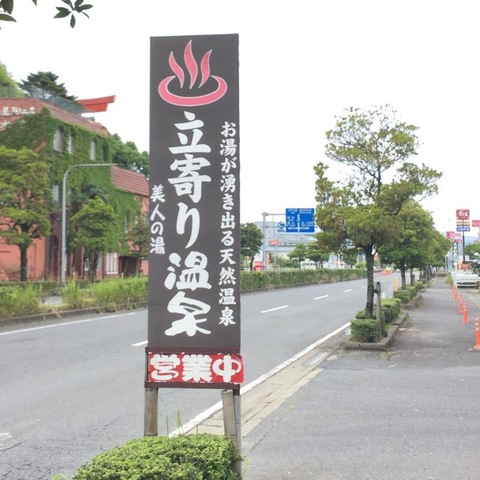 お湯が湧き出る天然温泉
立寄り温泉
美人の湯
営業中